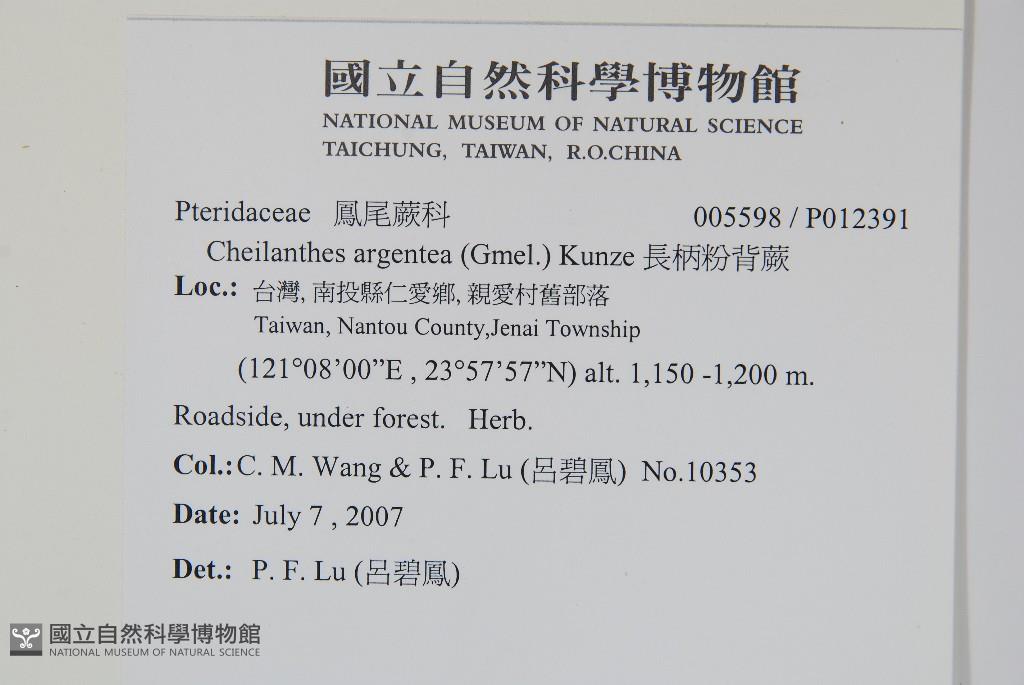 國立自然科學博物館
NATIONAL MUSEUM OF NATURAL SCIENCE
TAICHUNG, TAIWAN, R.O.CHINA
Pteridaceae 鳳尾蕨科 005598 / P012391
Cheilanthes argentea (Gmel.) Kunze 長柄粉背蕨
Loc.: 台灣, 南投縣仁愛鄉, 親愛村舊部落
Taiwan, Nantou County,Jenai Township
(121°08’00”E , 23°57’57”N) alt. 1,150 -1,200 m.
Roadside, under forest. Herb.
Col.:C. M. Wang & P. F. Lu (呂碧鳳) No.10353
Date: July 7 , 2007
Det.: P. F. Lu (呂碧鳳)
國立自然科學博物館
NATIONAL MUSEUM OF NATURAL SCIENCE